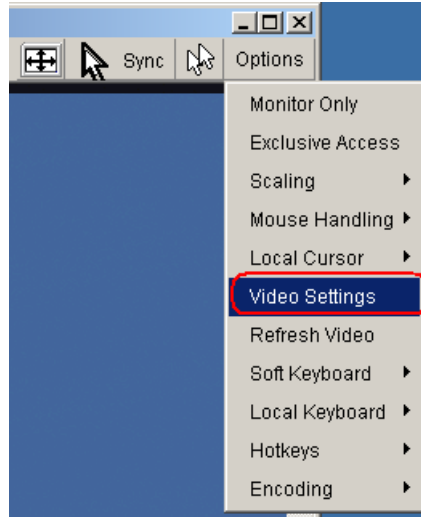 Sync Options
Monitor Only
Exclusive Access
Scaling
Mouse Handling
Local Cursor
Video Settings
Refresh Video
Soft Keyboard
Local Keyboard
Hotkeys
Encoding